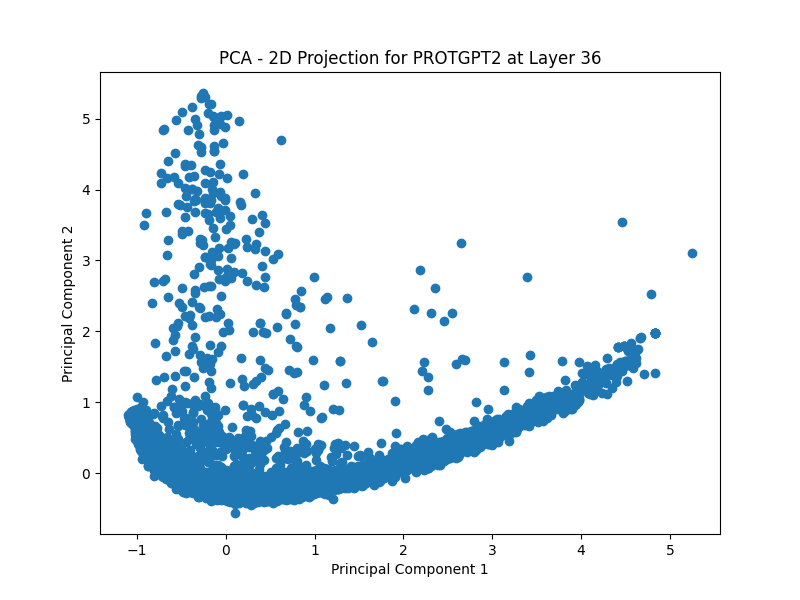 PCA - 2D Projection for PROTGPT2 at Layer 36
5
4
3
2
1
0
Principal Component 2
−1 0 1 2 3 4 5
Principal Component 1